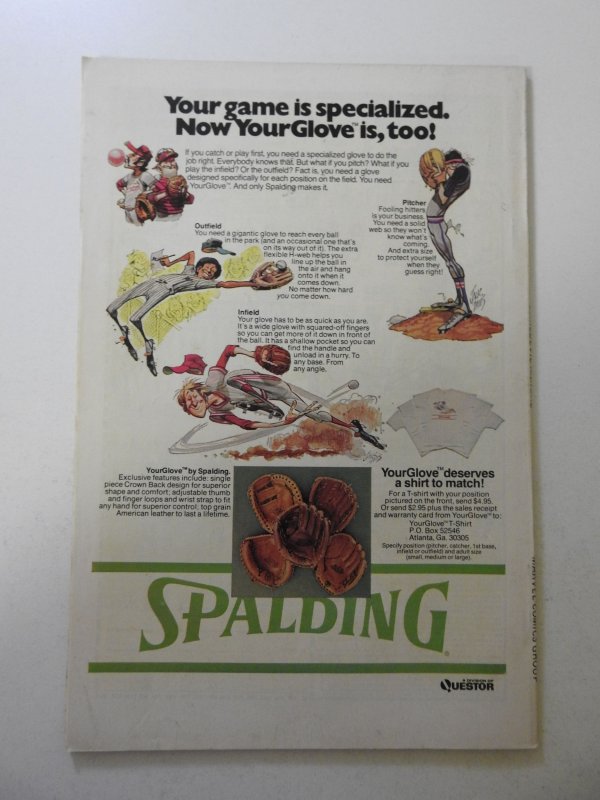 Your game is specialized.
Now YourGlove™ is, too!
If you catch or play first, you need a specialized glove to do the
job right. Everybody knows that. But what if you pitch? What if you
play the infield? Or the outfield? Fact is, you need a glove
designed specifically for each position on the field. You need
YourGlove™. And only Spalding makes it.
Pitcher
Fooling hitters
is your business.
You need a solid
web so they won't
know what's
coming.
And extra size
to protect yourself
when they
guess right!
Outfield
You need a gigantic glove to reach every ball
in the park (and an occasional one that's
on its way out of it). The extra
flexible H-web helps you
line up the ball in
the air and hang
onto it when it
comes down.
No matter how hard
you come down.
Infield
Your glove has to be as quick as you are.
It's a wide glove with squared-off fingers
so you can get more of it down in front of
the ball. It has a shallow pocket so you can
find the handle and
unload in a hurry. To
any base. From
any angle.
YourGlove™ by Spalding.
Exclusive features include: single
piece Crown Back design for superior
shape and comfort; adjustable thumb
and finger loops and wrist strap to fit
any hand for superior control; top grain
American leather to last a lifetime.
YourGlove™ deserves
a shirt to match!
For a T-shirt with your position
pictured on the front, send $4.95.
Or send $2.95 plus the sales receipt
and warranty card from YourGlove™ to:
YourGlove™ T-Shirt
P.O. Box 52546
Atlanta, Ga. 30305
Specify position (pitcher, catcher, 1st base,
infield or outfield) and adult size
(small, medium or large).
SPALDING
A DIVISION OF
QUESTOR